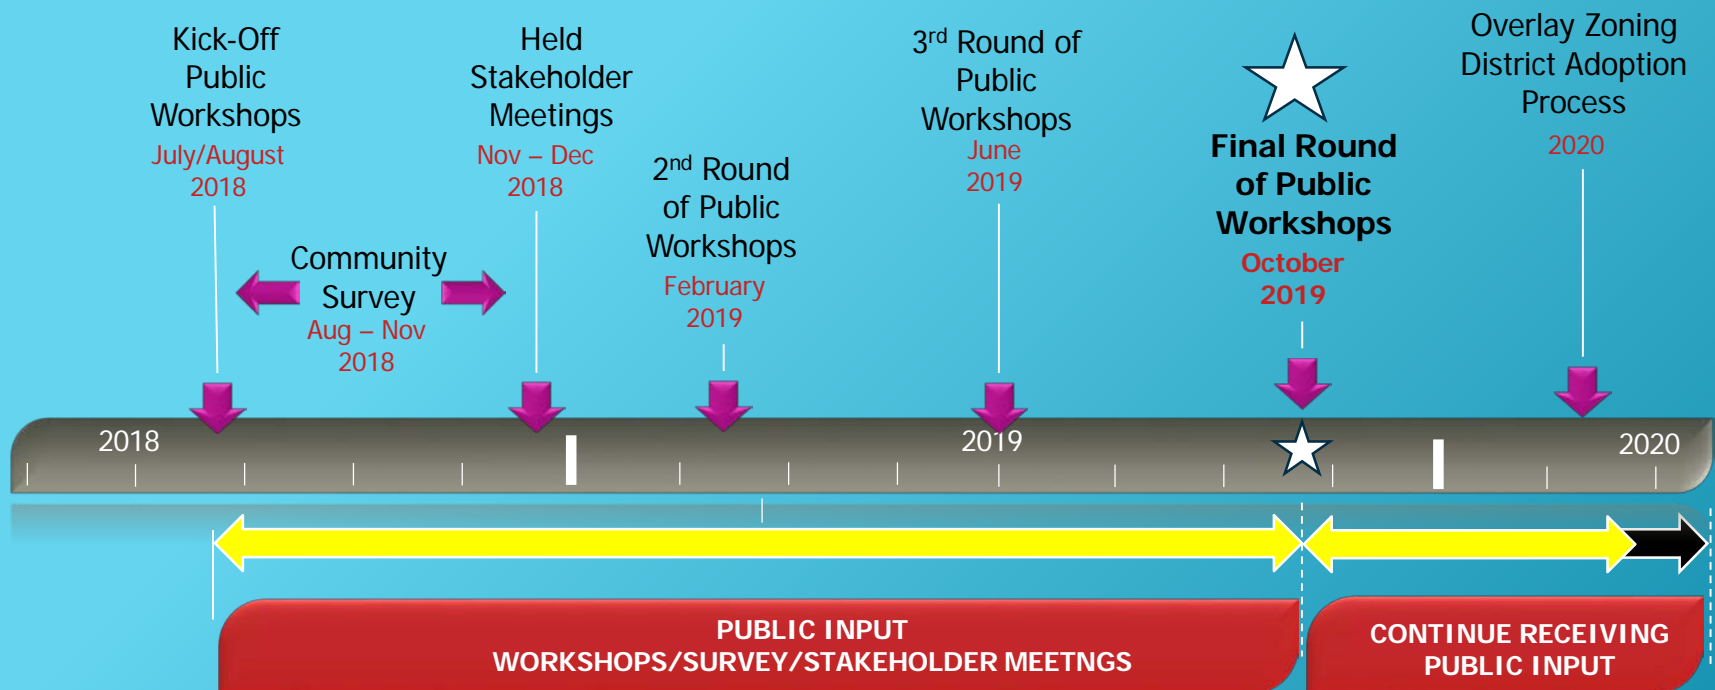 Kick-Off
Public
Workshops
July/August
2018
Community
Survey
Aug – Nov
2018
Held
Stakeholder
Meetings
Nov – Dec
2018
2nd Round
of Public
Workshops
February
2019
3rd Round of
Public
Workshops
June
2019
Final Round
of Public
Workshops
October
2019
Overlay Zoning
District Adoption
Process
2020
2018
2019
2020
PUBLIC INPUT
WORKSHOPS/SURVEY/STAKEHOLDER MEETNGS
CONTINUE RECEIVING
PUBLIC INPUT